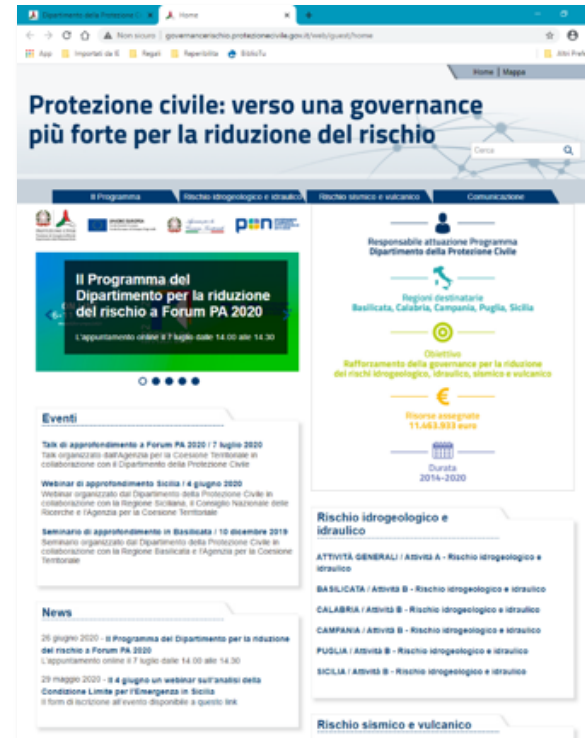 Dipartimento della Protezione Ci
Home
Non sicuro | governancerischio.protezionecivile.gov.it/web/guest/home
App
Importati da IE
Regali
Reperibilità
BiblioTu
Altri Pref
Home | Mappa
Protezione civile: verso una governance
più forte per la riduzione del rischio
Cerca
Il Programma
Rischio idrogeologico e idraulico
Rischio sismico e vulcanico
Comunicazione
UNIONE EUROPEA
pon
Il Programma del
Dipartimento per la riduzione
del rischio a Forum PA 2020
L'appuntamento online il 7 luglio dalle 14.00 alle 14.30
Responsabile attuazione Programma
Dipartimento della Protezione Civile
Regioni destinatarie
Basilicata, Calabria, Campania, Puglia, Sicilia
Obiettivo
Rafforzamento della governance per la riduzione
dei rischi idrogeologico, idraulico, sismico e vulcanico
Risorse assegnate
11.463.933 euro
Durata
2014-2020
Eventi
Talk di approfondimento a Forum PA 2020 / 7 luglio 2020
Talk organizzato dall'Agenzia per la Coesione Territoriale in
collaborazione con il Dipartimento della Protezione Civile
Webinar di approfondimento Sicilia / 4 giugno 2020
Webinar organizzato dal Dipartimento della Protezione Civile in
collaborazione con la Regione Siciliana, il Consiglio Nazionale delle
Ricerche e l'Agenzia per la Coesione Territoriale
Seminario di approfondimento in Basilicata / 10 dicembre 2019
Seminario organizzato dal Dipartimento della Protezione Civile in
collaborazione con la Regione Basilicata e l'Agenzia per la Coesione
Territoriale
News
26 giugno 2020 - Il Programma del Dipartimento per la riduzione
del rischio a Forum PA 2020
L'appuntamento online il 7 luglio dalle 14.00 alle 14.30
29 maggio 2020 - Il 4 giugno un webinar sull'analisi della
Condizione Limite per l'Emergenza in Sicilia
Il form di iscrizione all'evento disponibile a questo link
Rischio idrogeologico e
idraulico
ATTIVITÀ GENERALI / Attività A - Rischio idrogeologico e
idraulico
BASILICATA / Attività B - Rischio idrogeologico e idraulico
CALABRIA / Attività B - Rischio idrogeologico e idraulico
CAMPANIA / Attività B - Rischio idrogeologico e idraulico
PUGLIA / Attività B - Rischio idrogeologico e idraulico
SICILIA / Attività B - Rischio idrogeologico e idraulico
Rischio sismico e vulcanico